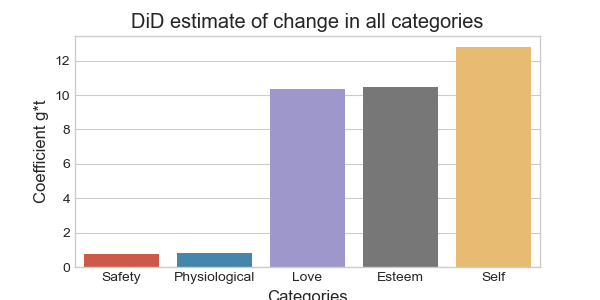 DiD estimate of change in all categories
Coefficient g*t
12
10
8
6
4
2
0
Safety Physiological Love Esteem Self
Categories